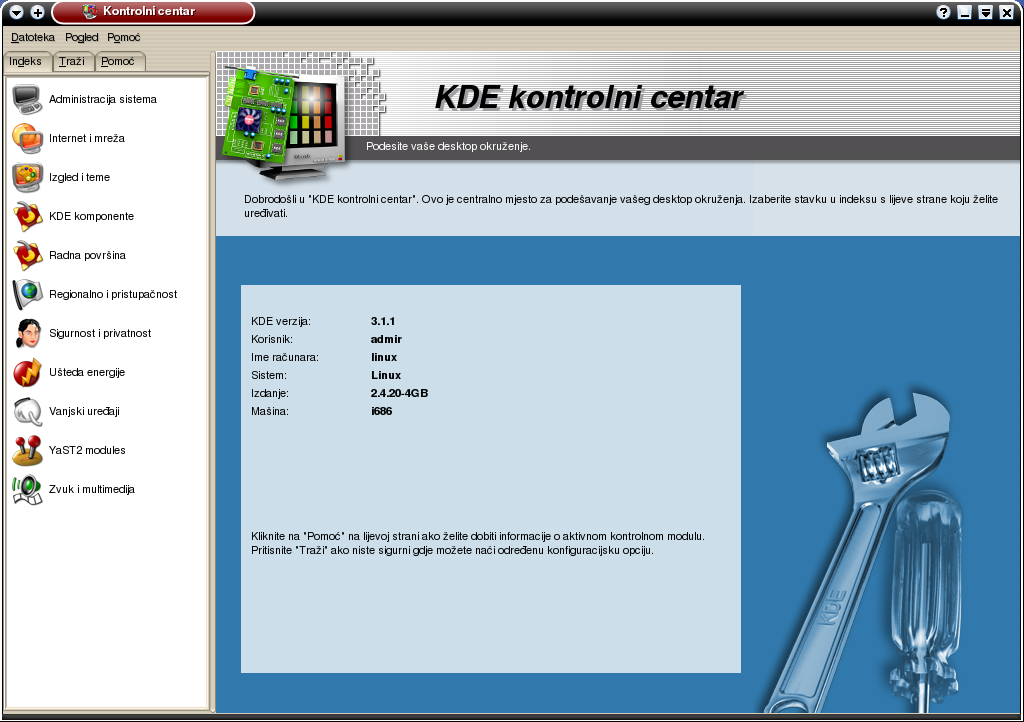 Kontrolni centar
Datoteka Pogled Pomoć
Indeks Traži Pomoć
Administracija sistema
Internet i mreža
Izgled i teme
KDE komponente
Radna površina
Regionalno i pristupačnost
Sigurnost i privatnost
Ušteda energije
Vanjski uređaji
YaST2 modules
Zvuk i multimedija
KDE kontrolni centar
Podesite vaše desktop okruženje.
Dobrodošli u "KDE kontrolni centar". Ovo je centralno mjesto za podešavanje vašeg desktop okruženja. Izaberite stavku u indeksu s lijeve strane koju želite
uređivati.
KDE verzija: 3.1.1
Korisnik: admir
Ime računara: linux
Sistem: Linux
Izdanje: 2.4.20-4GB
Mašina: i686
Kliknite na "Pomoć" na lijevoj strani ako želite dobiti informacije o aktivnom kontrolnom modulu.
Pritisnite "Traži" ako niste sigurni gdje možete naći određenu konfiguracijsku opciju.
KDE